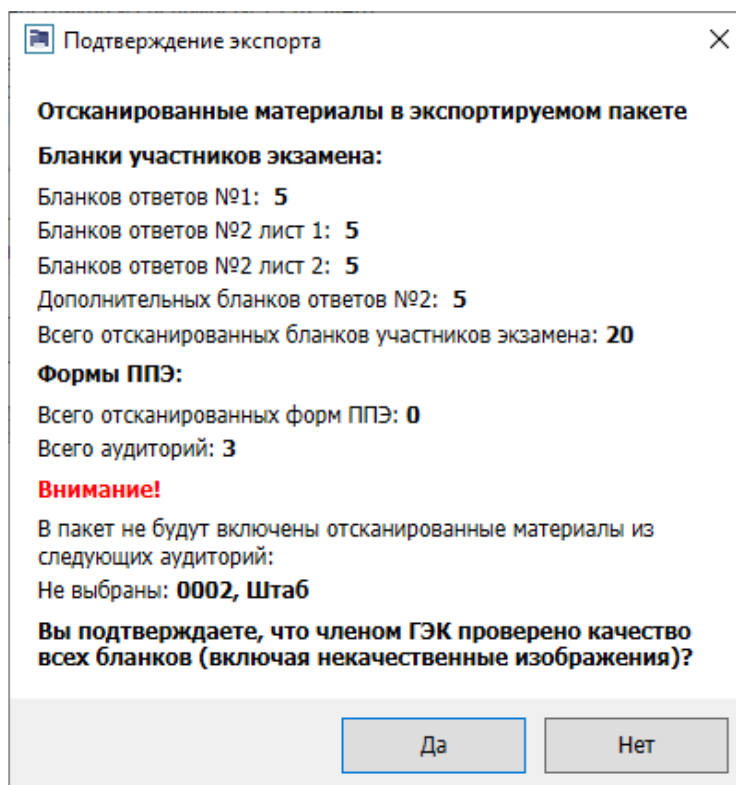 Подтверждение экспорта
Отсканированные материалы в экспортируемом пакете
Бланки участников экзамена:
Бланков ответов №1: 5
Бланков ответов №2 лист 1: 5
Бланков ответов №2 лист 2: 5
Дополнительных бланков ответов №2: 5
Всего отсканированных бланков участников экзамена: 20
Формы ППЭ:
Всего отсканированных форм ППЭ: 0
Всего аудиторий: 3
Внимание!
В пакет не будут включены отсканированные материалы из
следующих аудиторий:
Не выбраны: 0002, Штаб
Вы подтверждаете, что членом ГЭК проверено качество
всех бланков (включая некачественные изображения)?
Да
Нет